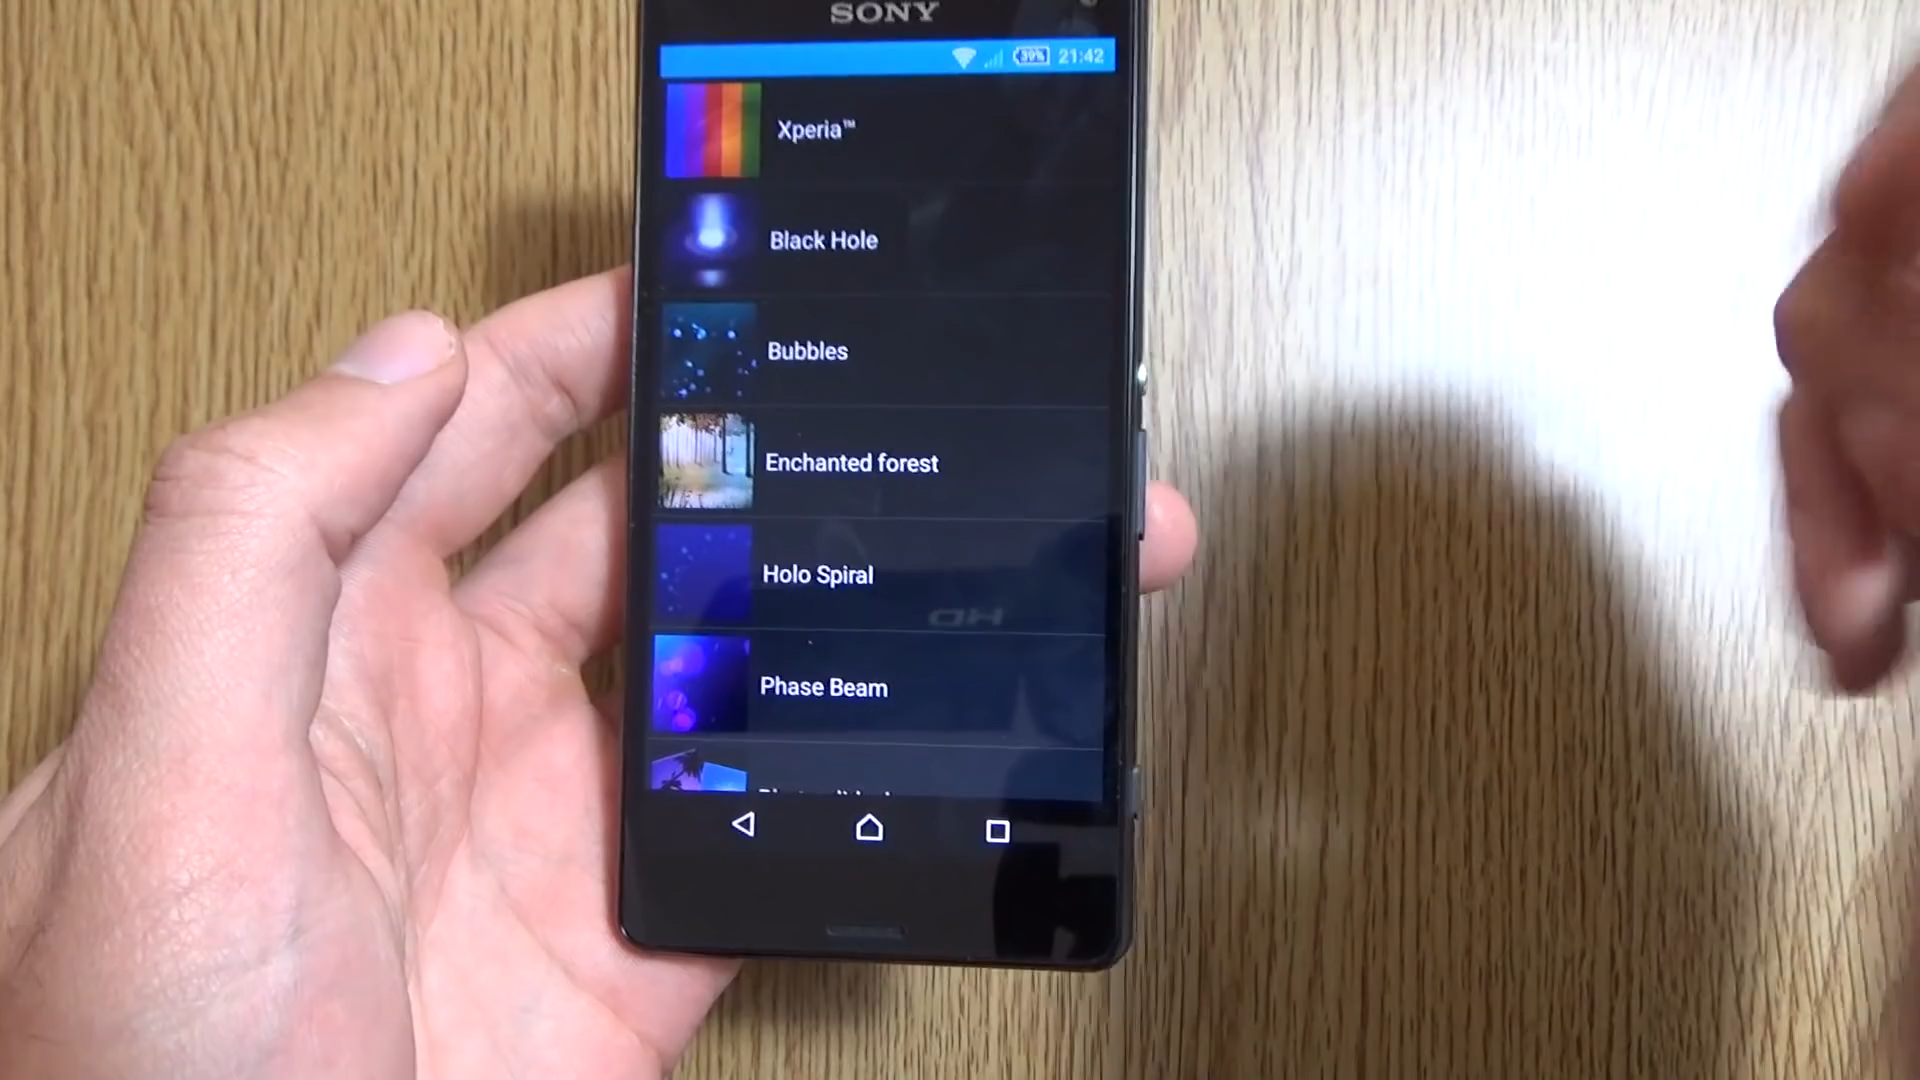 SONY
39% 21:42
Xperia™
Black Hole
Bubbles
Enchanted forest
Holo Spiral
Phase Beam